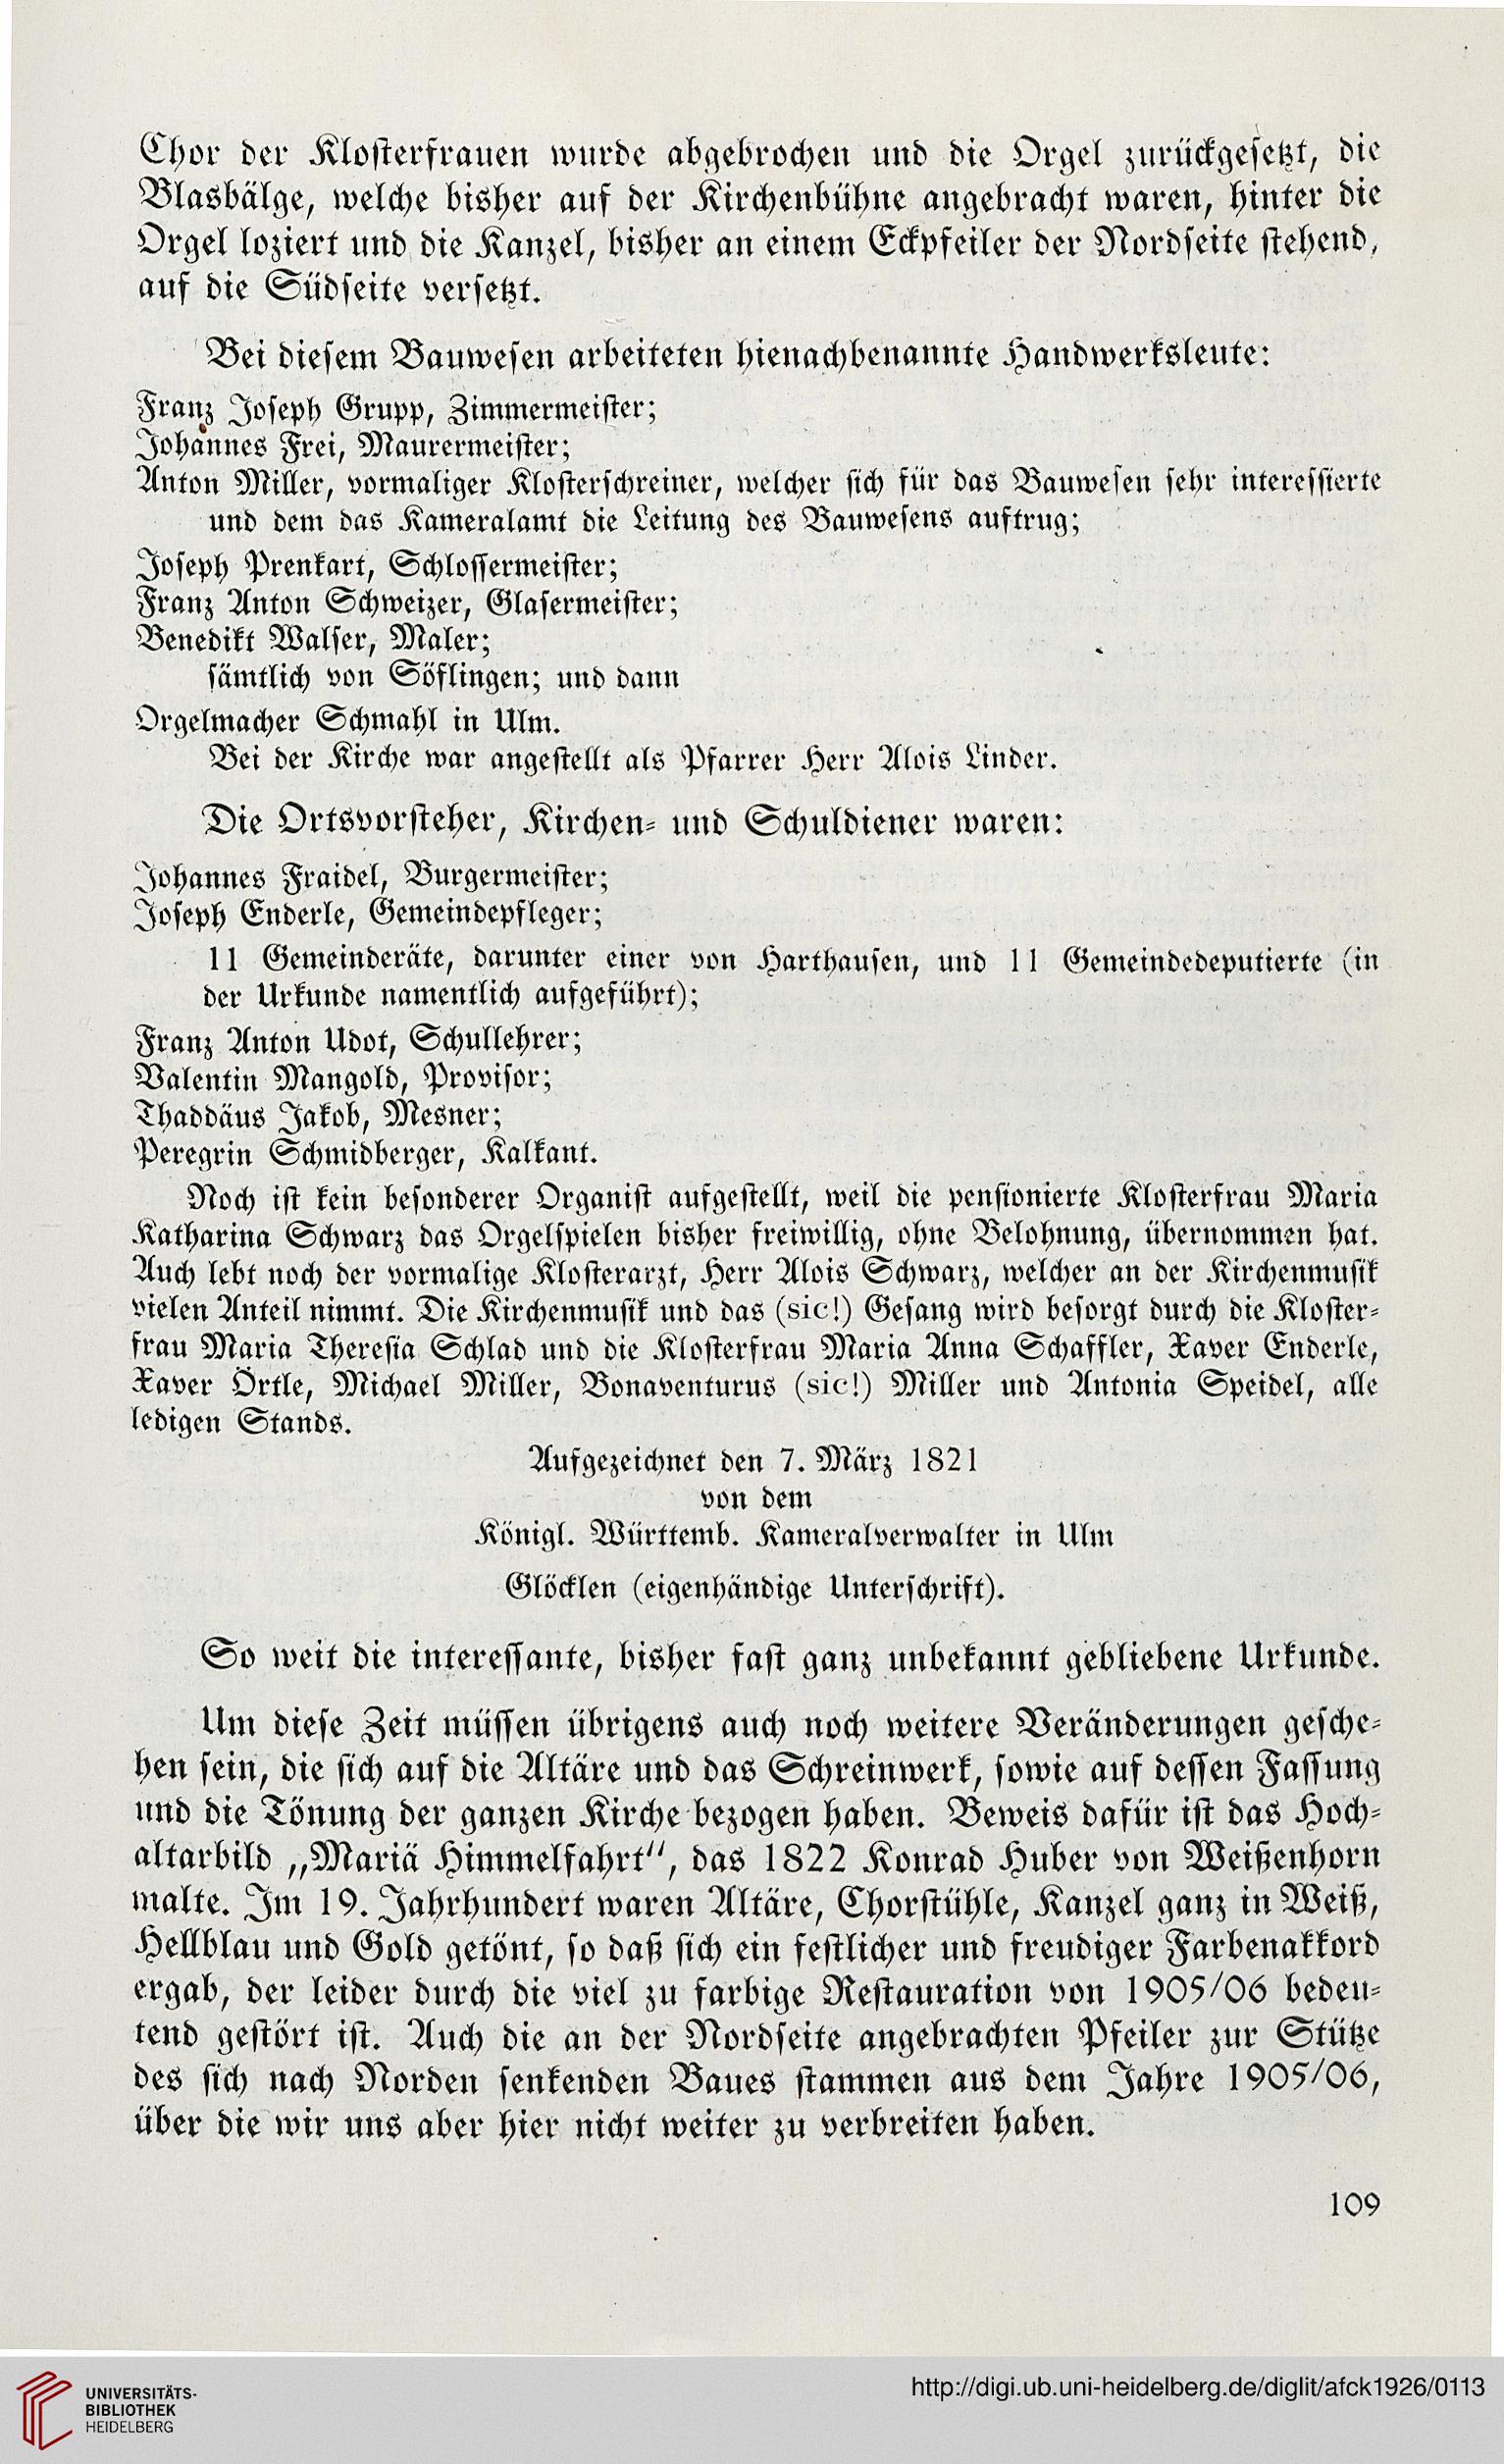 Chor der Klosterfrauen wurde abgebrochen und die Orgel zurückgesetzt, die
Blasbälge, welche bisher auf der Kirchenbühne angebracht waren, hinter die
Orgel loziert und die Kanzel, bisher an einem Eckpfeiler der Nordseite stehend,
auf die Südseite versetzt.
Bei diesem Bauwesen arbeiteten hienachbenannte Handwerksleute:
Franz Joseph Grupp, Zimmermeister;
Johannes Frei, Maurermeister;
Anton Miller, vormaliger Klosterschreiner, welcher sich für das Bauwesen sehr interessierte
und dem das Kameralamt die Leitung des Bauwesens auftrug;
Joseph Prenkart, Schlossermeister;
Franz Anton Schweizer, Glasermeister;
Benedikt Walser, Maler;
sämtlich von Söflingen; und dann
Orgelmacher Schmahl in Ulm.
Bei der Kirche war angestellt als Pfarrer Herr Alois Linder.
Die Ortsvorsteher, Kirchen- und Schuldiener waren:
Johannes Fraidel, Burgermeister;
Joseph Enderle, Gemeindepfleger;
11 Gemeinderäte, darunter einer von Harthausen, und 11 Gemeindedeputierte (in
der Urkunde namentlich aufgeführt);
Franz Anton Udot, Schullehrer;
Valentin Mangold, Provisor;
Thaddäus Jakob, Mesner;
Peregrin Schmidberger, Kalkant.
Noch ist kein besonderer Organist aufgestellt, weil die pensionierte Klosterfrau Maria
Katharina Schwarz das Orgelspielen bisher freiwillig, ohne Belohnung, übernommen hat.
Auch lebt noch der vormalige Klosterarzt, Herr Alois Schwarz, welcher an der Kirchenmusik
vielen Anteil nimmt. Die Kirchenmusik und das (sic!) Gesang wird besorgt durch die Kloster-
frau Maria Theresia Schlad und die Klosterfrau Maria Anna Schaffler, Xaver Enderle,
Xaver Örtle, Michael Miller, Bonaventurus (sic!) Miller und Antonia Speidel, alle
ledigen Stands.
Aufgezeichnet den 7. März 1821
von dem
Königl. Württemb. Kameralverwalter in Ulm
Glöcklen (eigenhändige Unterschrift).
So weit die interessante, bisher fast ganz unbekannt gebliebene Urkunde.
Um diese Zeit müssen übrigens auch noch weitere Veränderungen gesche-
hen sein, die sich auf die Altäre und das Schreinwerk, sowie auf dessen Fassung
und die Tönung der ganzen Kirche bezogen haben. Beweis dafür ist das Hoch-
altarbild „Mariä Himmelfahrt", das 1822 Konrad Huber von Weißenhorn
malte. Im 19. Jahrhundert waren Altäre, Chorstühle, Kanzel ganz in Weiß,
Hellblau und Gold getönt, so daß sich ein festlicher und freudiger Farbenakkord
ergab, der leider durch die viel zu farbige Restauration von 1905/06 bedeu-
tend gestört ist. Auch die an der Nordseite angebrachten Pfeiler zur Stütze
des sich nach Norden senkenden Baues stammen aus dem Jahre 1905/06,
über die wir uns aber hier nicht weiter zu verbreiten haben.
109
UNIVERSITÄTS-
BIBLIOTHEK
HEIDELBERG
http://digi.ub.uni-heidelberg.de/diglit/afck1926/0113